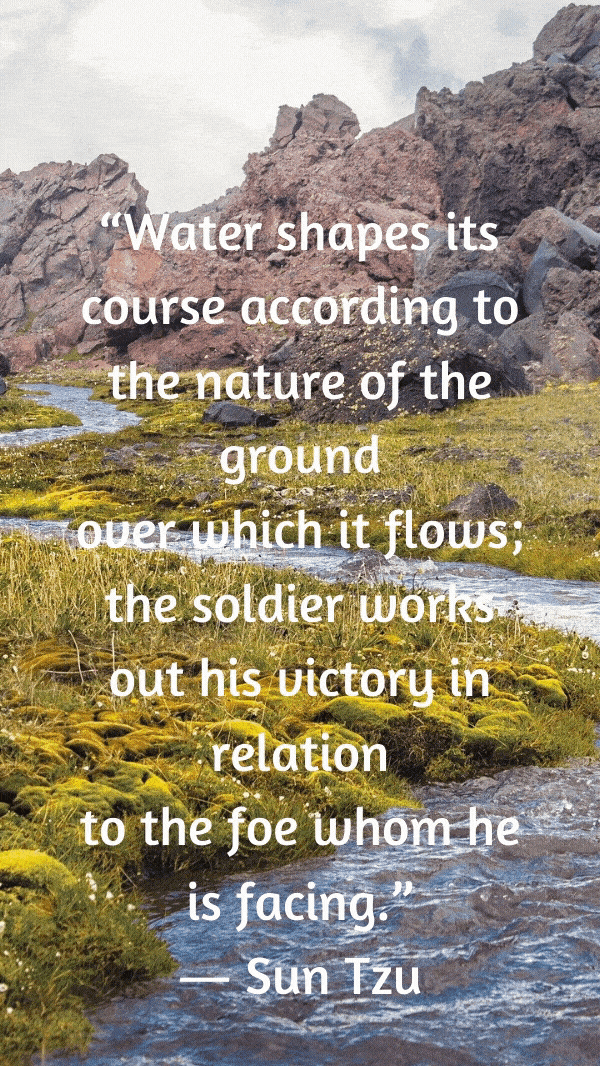 “Water shapes its
course according to
the nature of the
ground
over which it flows;
the soldier works
out his victory in
relation
to the foe whom he
is facing.”
— Sun Tzu